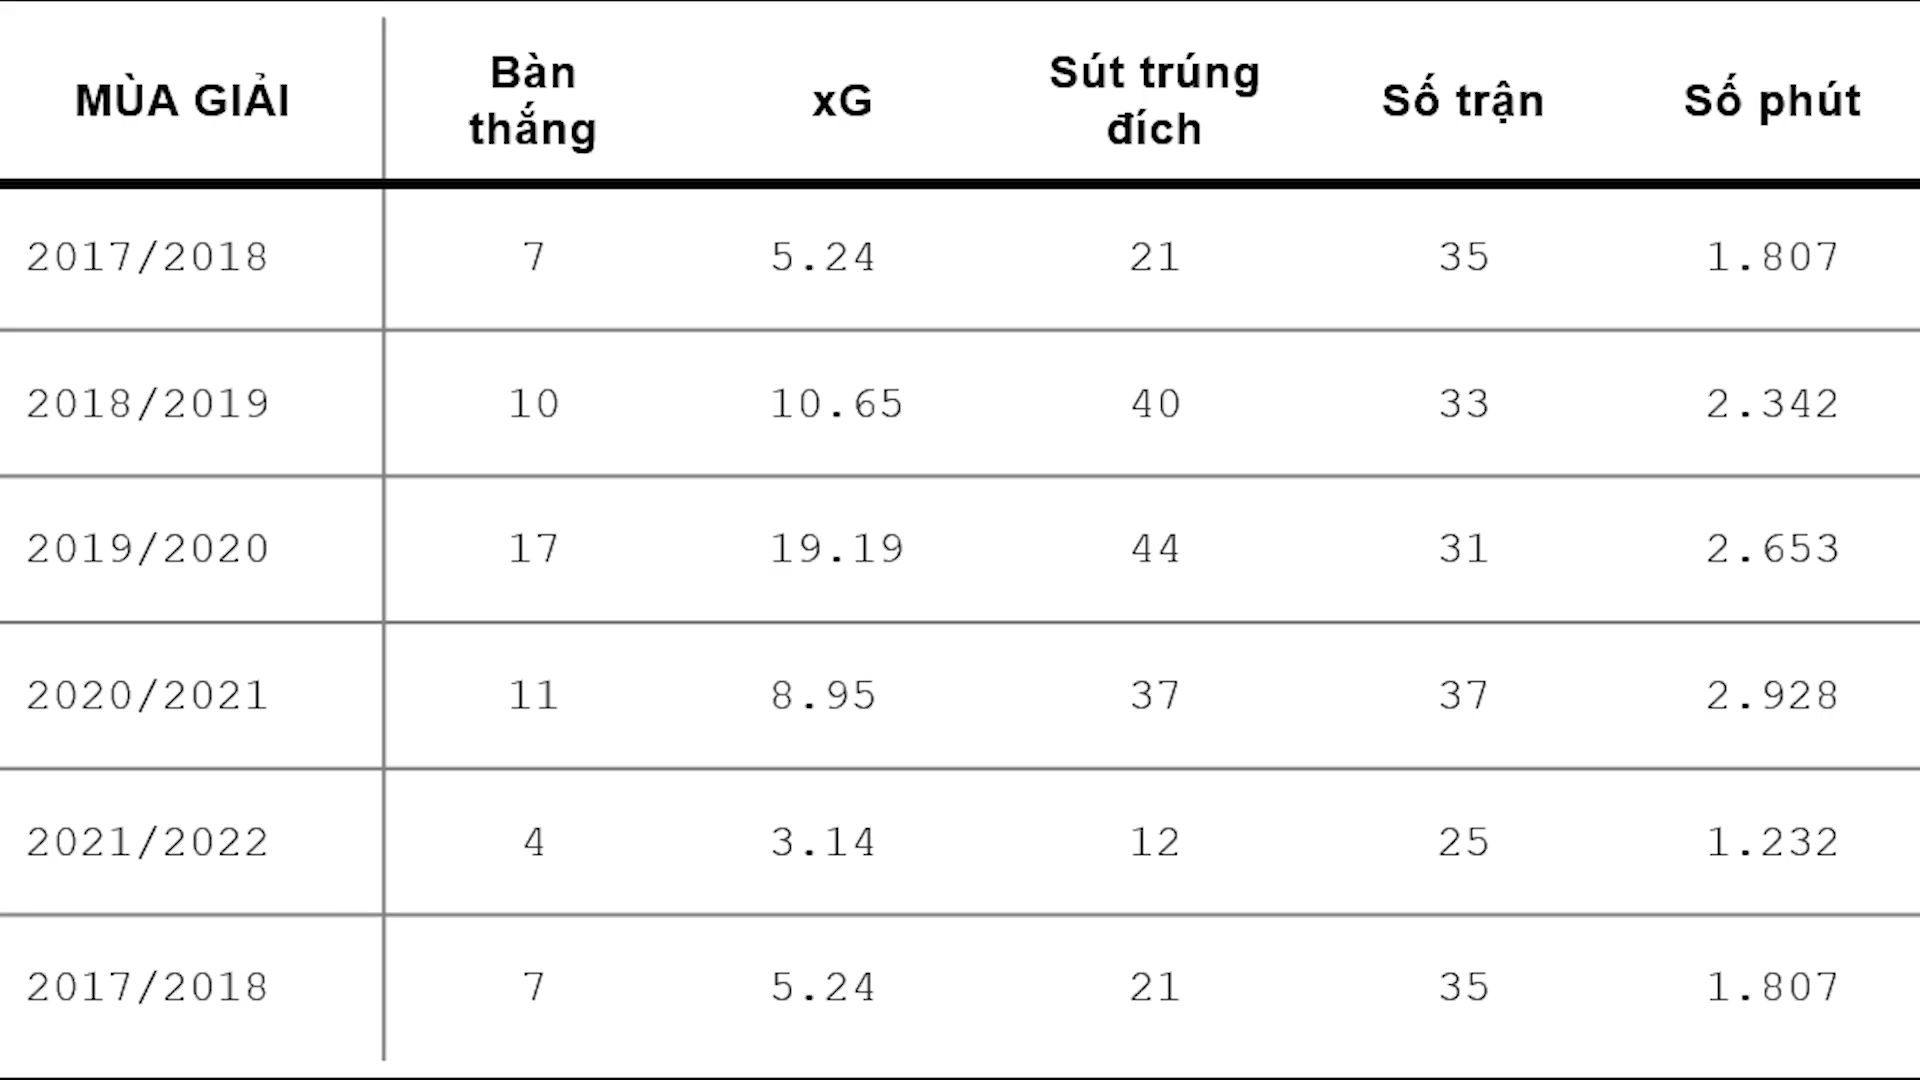 MÙA GIẢI Bàn thắng xG Sút trúng đích Số trận Số phút
2017/2018 7 5.24 21 35 1.807
2018/2019 10 10.65 40 33 2.342
2019/2020 17 19.19 44 31 2.653
2020/2021 11 8.95 37 37 2.928
2021/2022 4 3.14 12 25 1.232
2017/2018 7 5.24 21 35 1.807